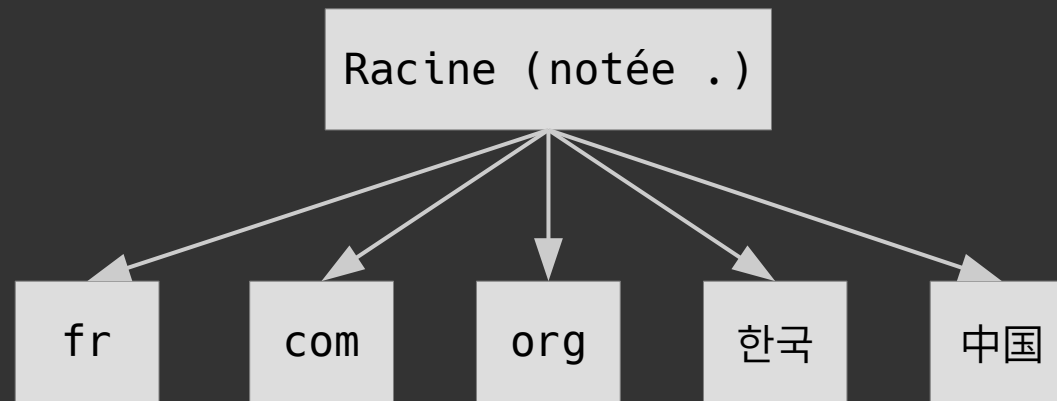 Racine (notée .)
fr
com
org
한국
中国